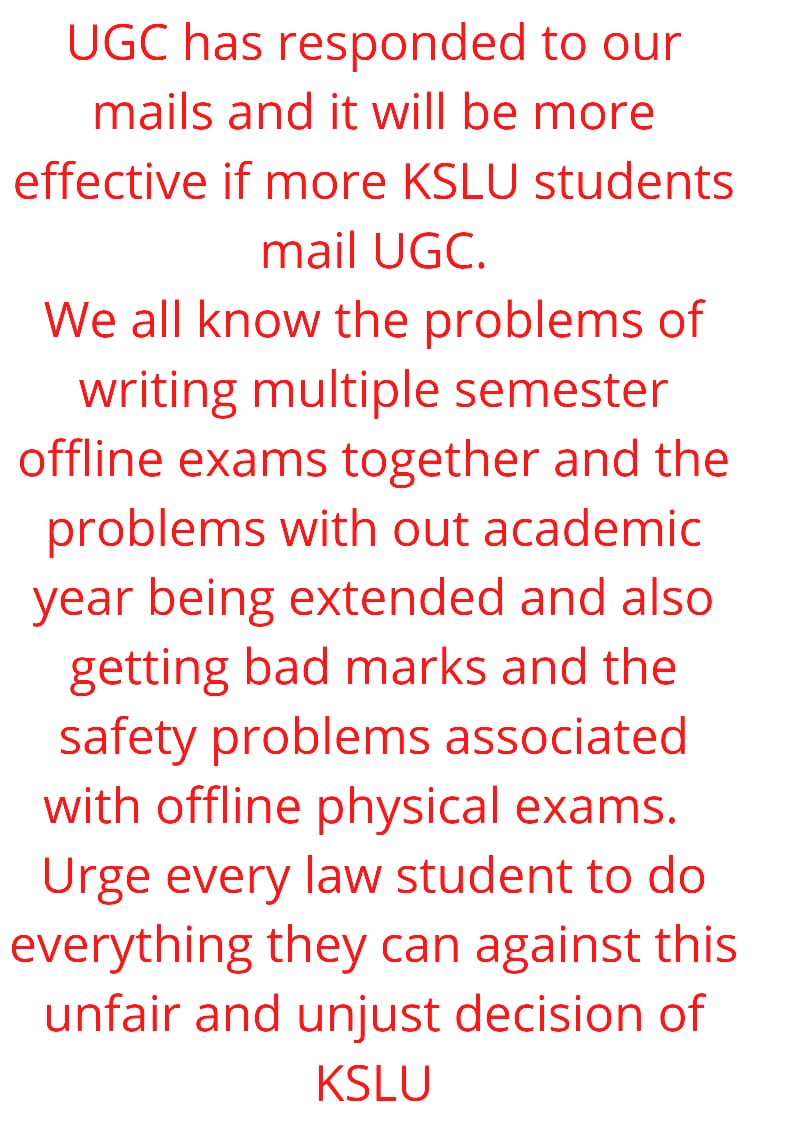 UGC has responded to our
mails and it will be more
effective if more KSLU students
mail UGC.
We all know the problems of
writing multiple semester
offline exams together and the
problems with out academic
year being extended and also
getting bad marks and the
safety problems associated
with offline physical exams.
Urge every law student to do
everything they can against this
unfair and unjust decision of
KSLU